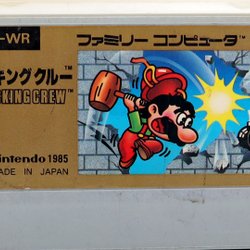 -WR
ファミリー コンピュータ
キングクルー
KING CREW™
Nintendo 1985
ADE IN JAPAN